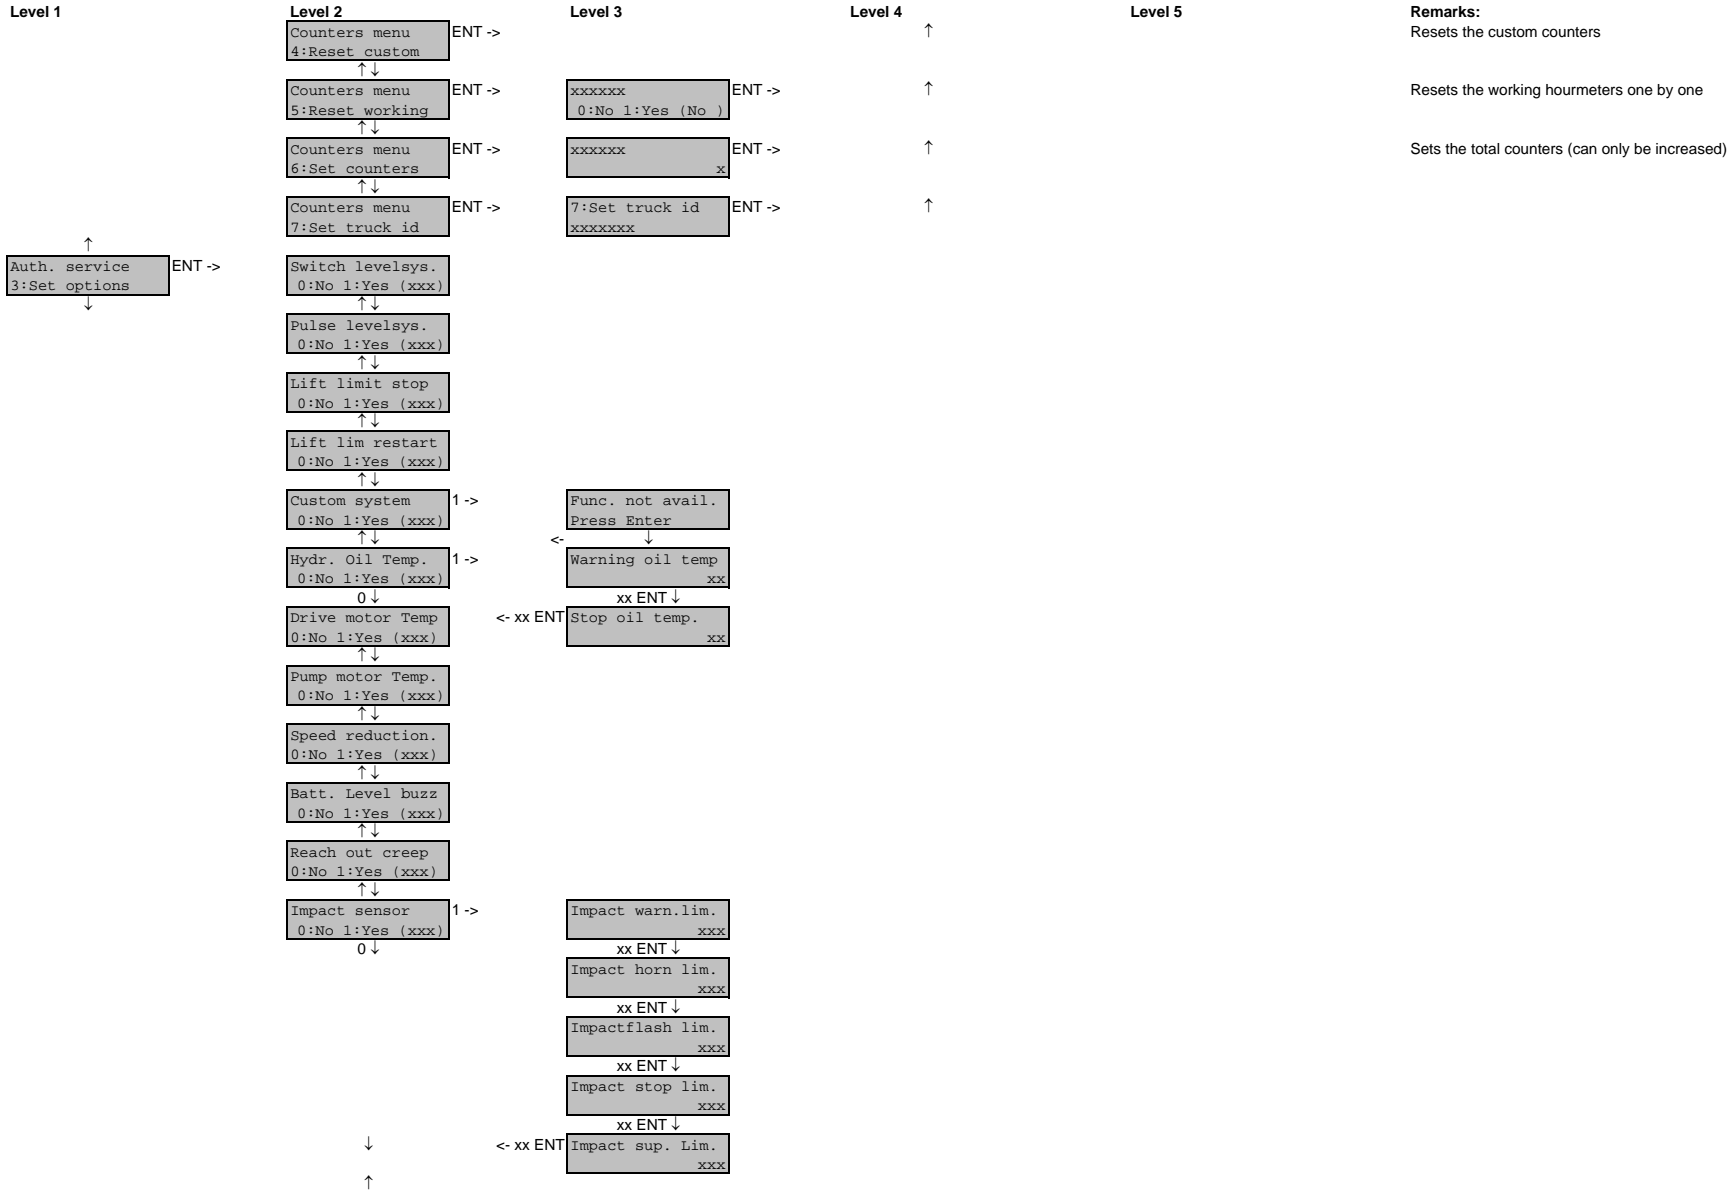 Level 1 Level 2 Level 3 Level 4 Level 5 Remarks:
Counters menu ENT -> ↑ Resets the custom counters
4:Reset custom
↑↓
Counters menu ENT -> xxxxxx ENT -> ↑ Resets the working hourmeters one by one
5:Reset working 0:No 1:Yes (No )
↑↓
Counters menu ENT -> xxxxxx ENT -> ↑ Sets the total counters (can only be increased)
6:Set counters x
↑↓
Counters menu ENT -> 7:Set truck id ENT -> ↑
7:Set truck id xxxxxxx
↑
Auth. service ENT -> Switch levelsys.
3:Set options 0:No 1:Yes (xxx)
↓ ↑↓
Pulse levelsys.
0:No 1:Yes (xxx)
↑↓
Lift limit stop
0:No 1:Yes (xxx)
↑↓
Lift lim restart
0:No 1:Yes (xxx)
↑↓
Custom system 1 -> Func. not avail.
0:No 1:Yes (xxx) Press Enter
↑↓ <- ↓
Hydr. Oil Temp. 1 -> Warning oil temp
0:No 1:Yes (xxx) xx
0 ↓ xx ENT ↓
Drive motor Temp <- xx ENT Stop oil temp.
0:No 1:Yes (xxx) xx
↑↓
Pump motor Temp.
0:No 1:Yes (xxx)
↑↓
Speed reduction.
0:No 1:Yes (xxx)
↑↓
Batt. Level buzz
0:No 1:Yes (xxx)
↑↓
Reach out creep
0:No 1:Yes (xxx)
↑↓
Impact sensor 1 -> Impact warn.lim.
0:No 1:Yes (xxx) xxx
0 ↓ xx ENT ↓
Impact horn lim.
xxx
xx ENT ↓
Impactflash lim.
xxx
xx ENT ↓
Impact stop lim.
xxx
xx ENT ↓
↓ <- xx ENT Impact sup. Lim.
xxx
↑